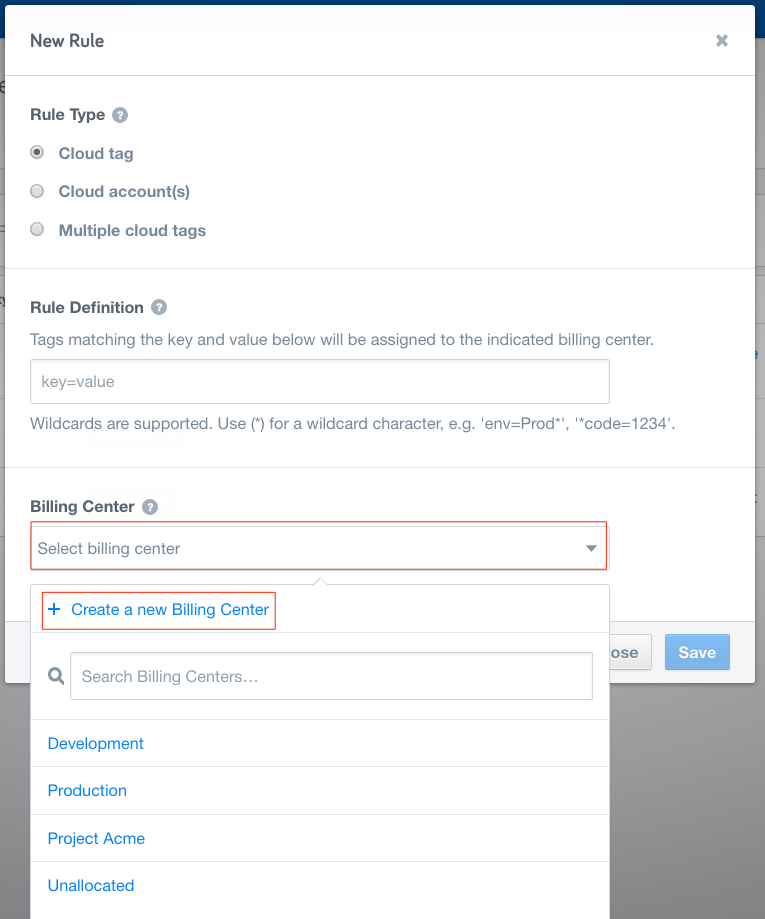 New Rule
Rule Type
Cloud tag
Cloud account(s)
Multiple cloud tags
Rule Definition
Tags matching the key and value below will be assigned to the indicated billing center.
key=value
Wildcards are supported. Use (*) for a wildcard character, e.g. 'env=Prod*', '*code=1234'.
Billing Center
Select billing center
+ Create a new Billing Center
ose Save
Search Billing Centers…
Development
Production
Project Acme
Unallocated